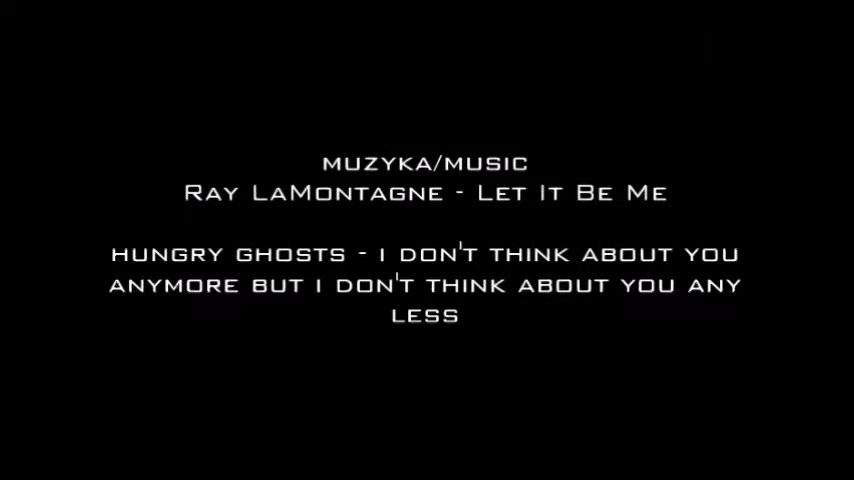 MUZYKA/MUSIC
RAY LAMONTAGNE - LET IT BE ME
HUNGRY GHOSTS - I DON'T THINK ABOUT YOU
ANYMORE BUT I DON'T THINK ABOUT YOU ANY
LESS